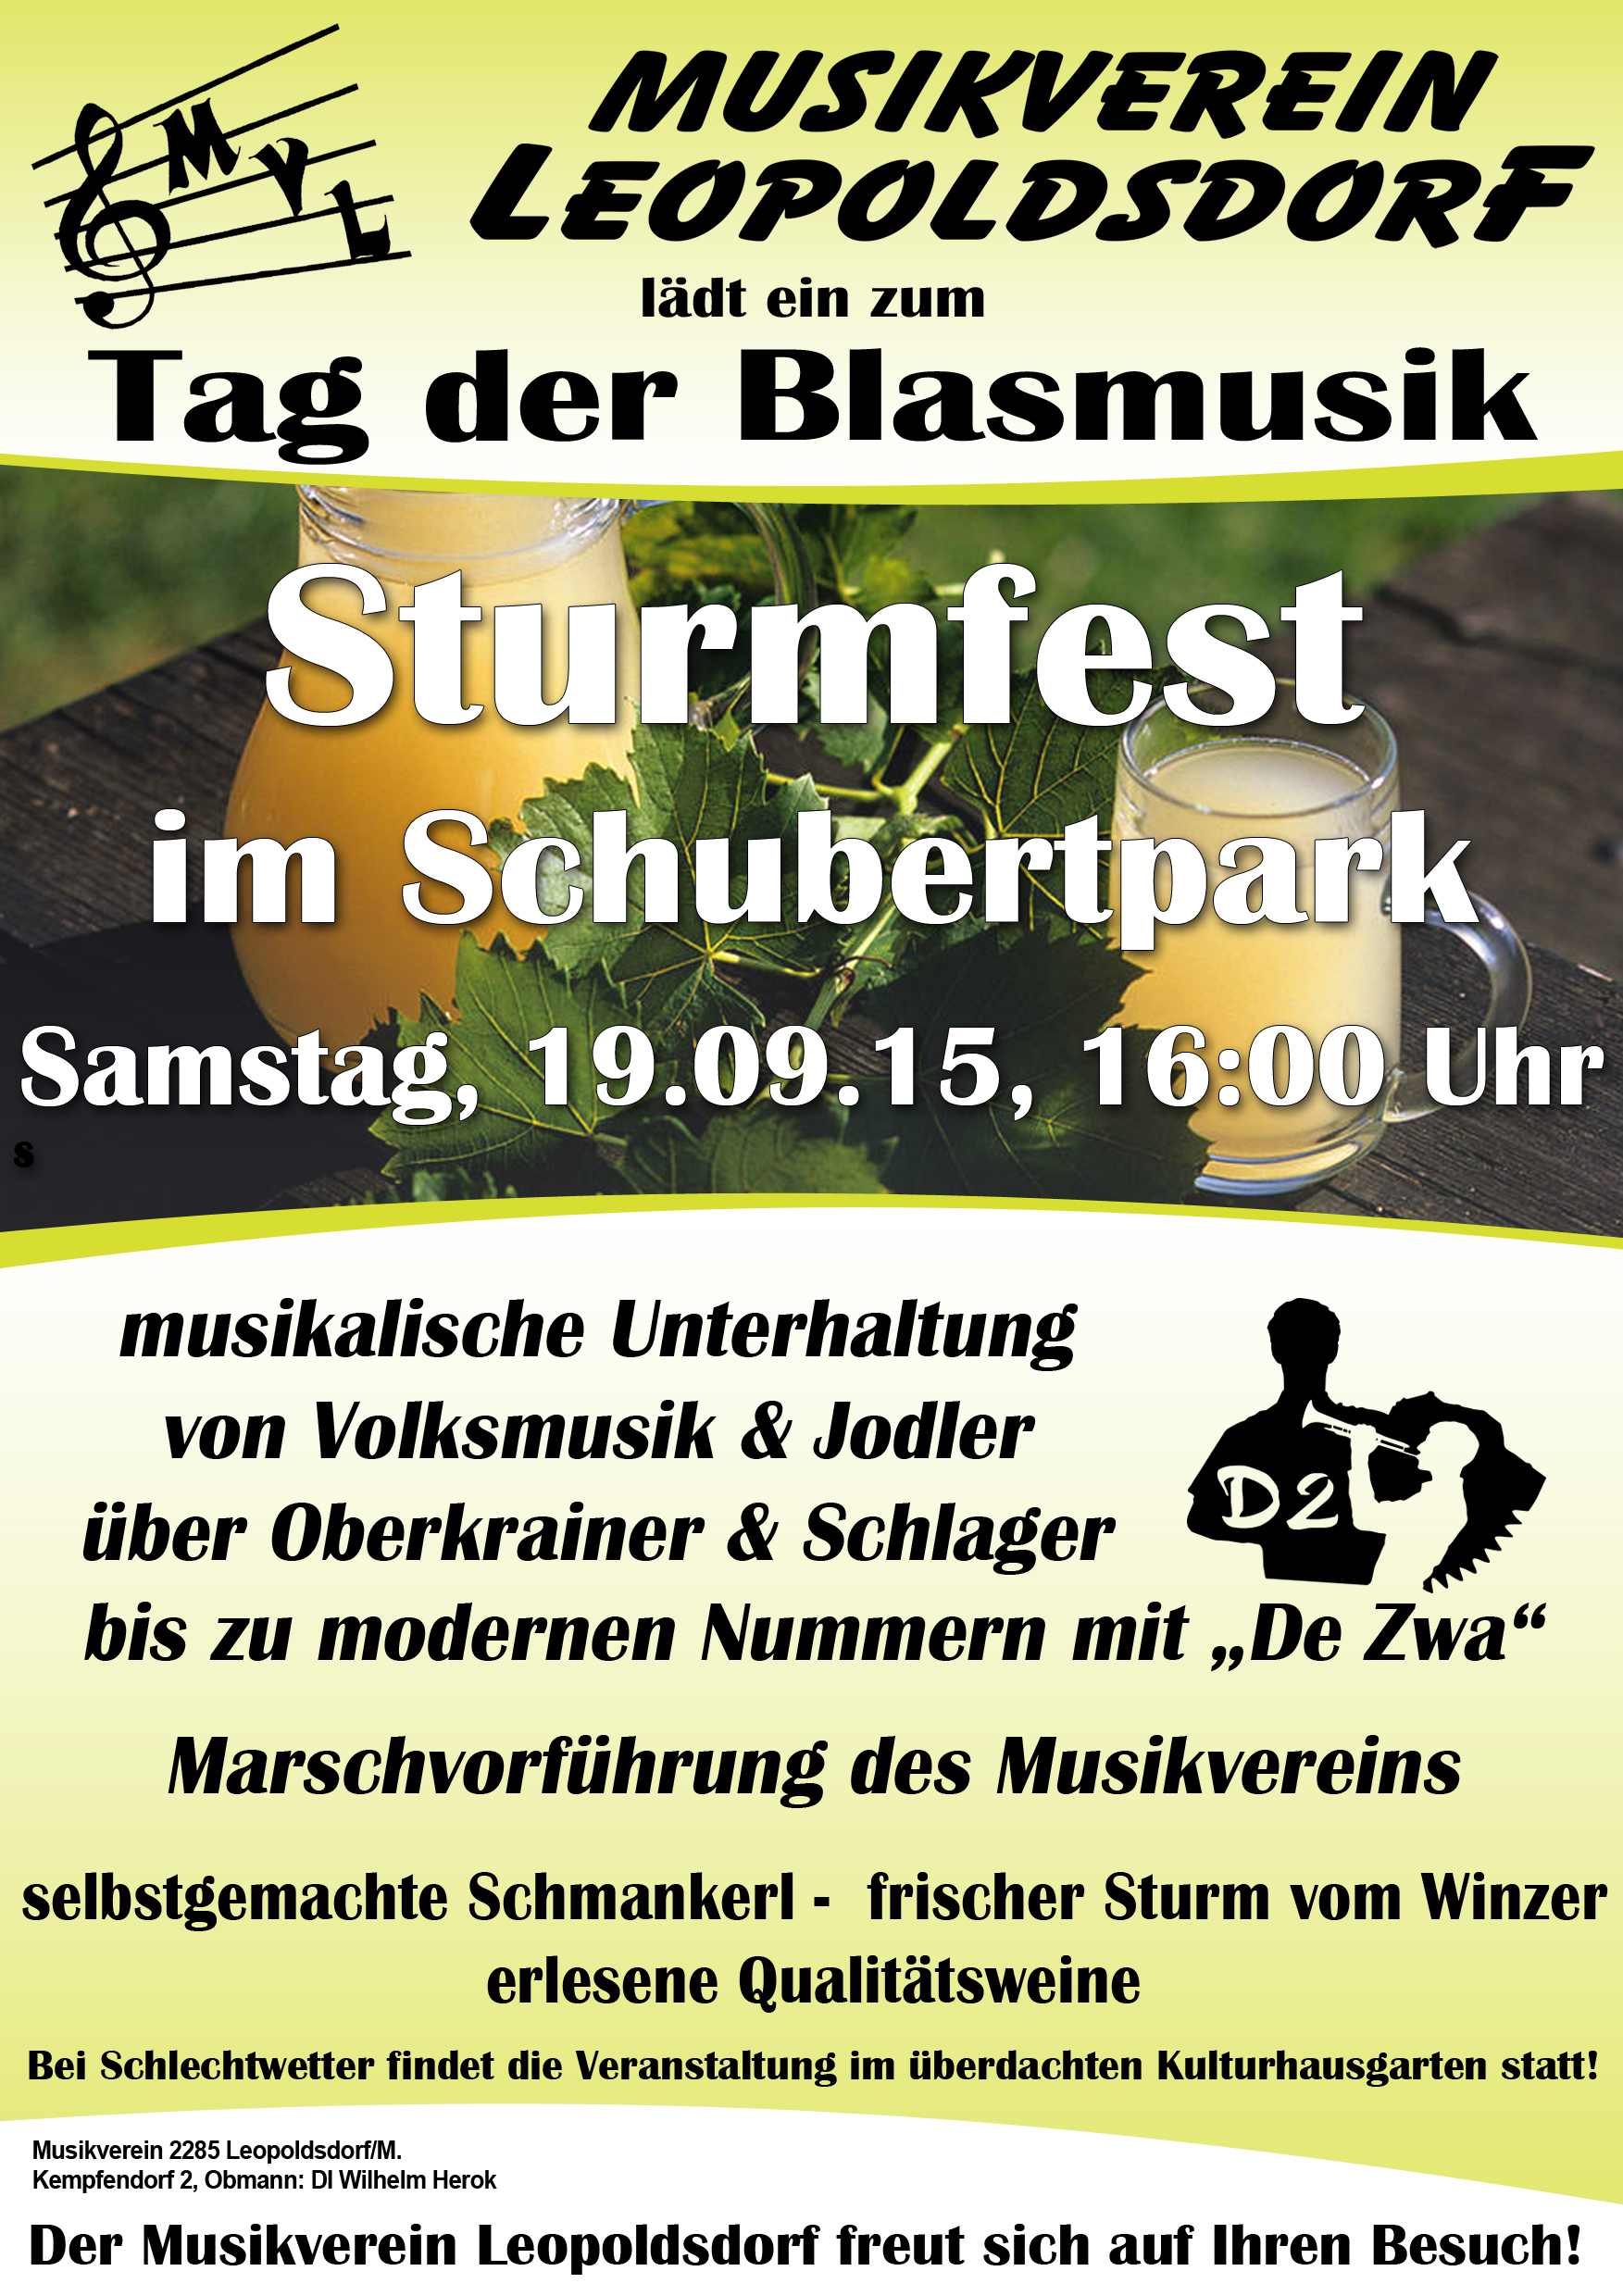 MVL
MUSIKVEREIN
LEOPOLDSDORF
lädt ein zum
Tag der Blasmusik
Sturmfest
im Schubertpark
Samstag, 19.09.15, 16:00 Uhr
s
musikalische Unterhaltung
von Volksmusik & Jodler
über Oberkrainer & Schlager
D2
bis zu modernen Nummern mit „De Zwa“
Marschvorführung des Musikvereins
selbstgemachte Schmankerl - frischer Sturm vom Winzer
erlesene Qualitätsweine
Bei Schlechtwetter findet die Veranstaltung im überdachten Kulturhausgarten statt!
Musikverein 2285 Leopoldsdorf/M.
Kempfendorf 2, Obmann: DI Wilhelm Herok
Der Musikverein Leopoldsdorf freut sich auf Ihren Besuch!